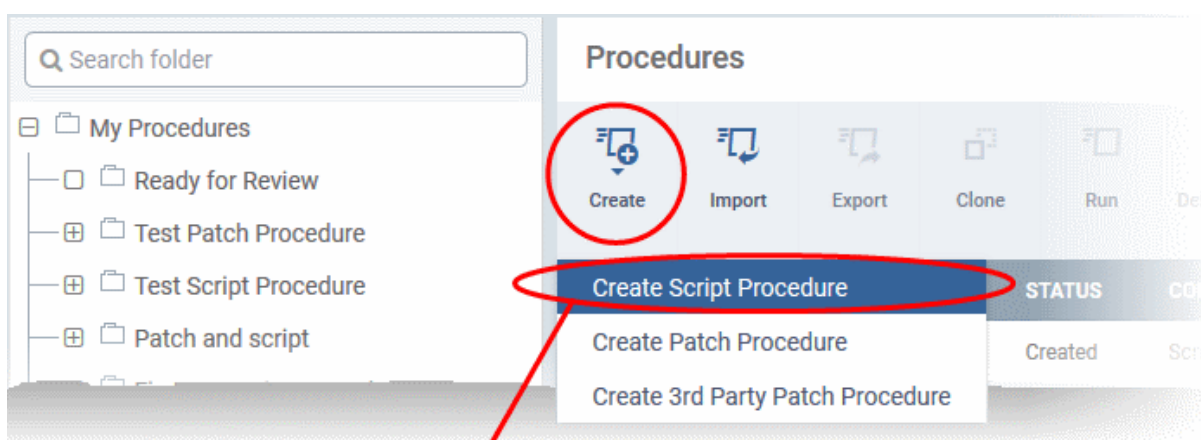 Search folder
My Procedures
Ready for Review
Test Patch Procedure
Test Script Procedure
Patch and script
Procedures
Create Import Export Clone Run
Create Script Procedure STATUS
Create Patch Procedure Created
Create 3rd Party Patch Procedure